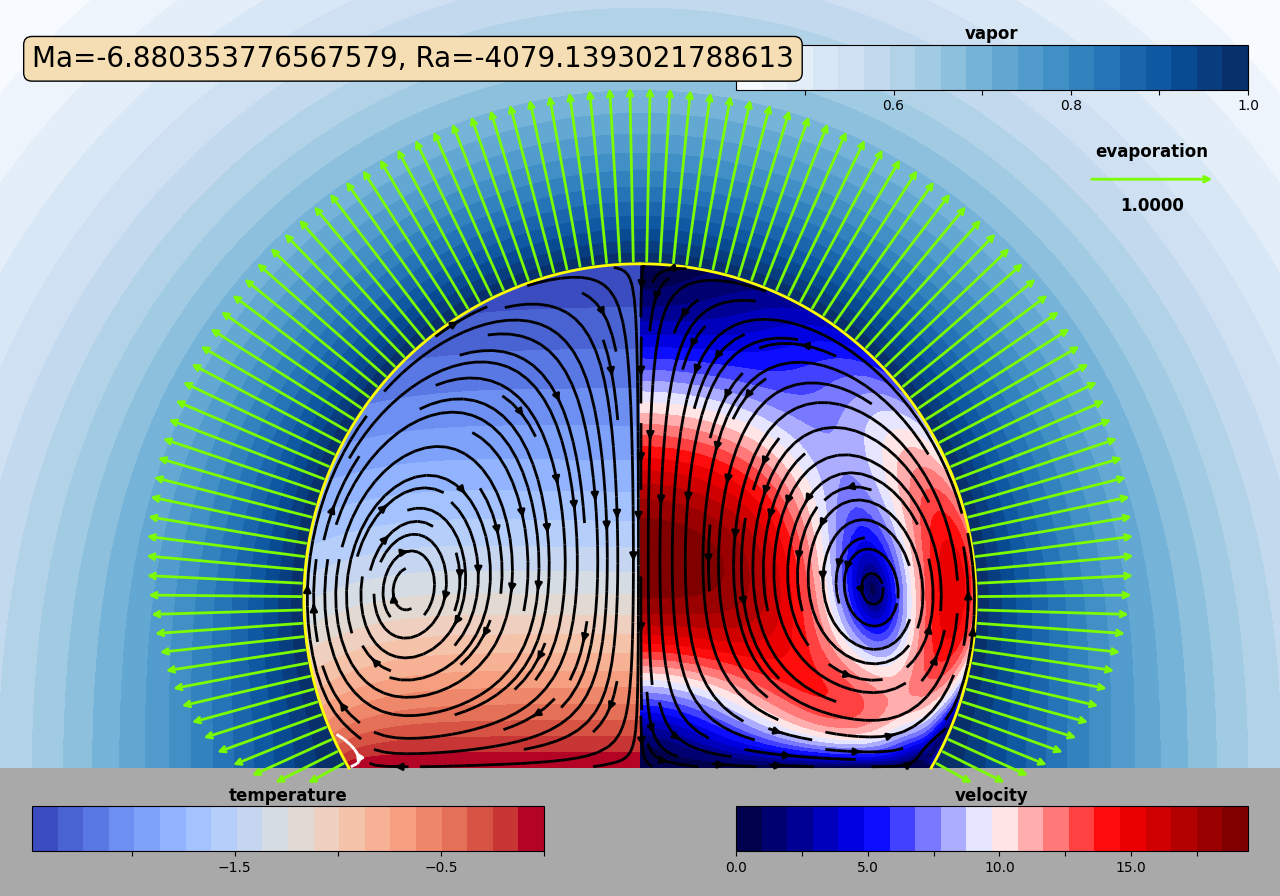 vapor
Ma=-6.880353776567579, Ra=-4079.1393021788613
0.6 0.8 1.0
evaporation
1.0000
temperature velocity
−1.5 −0.5 0.0 5.0 10.0 15.0